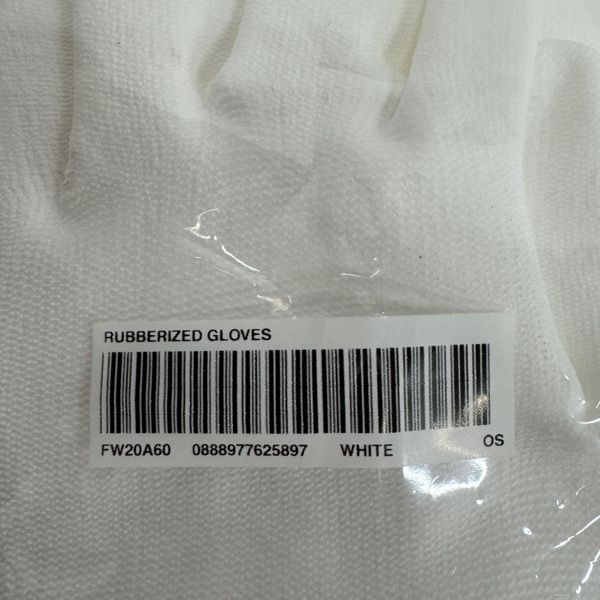 RUBBERIZED GLOVES
FW20A60 0888977625897 WHITE OS